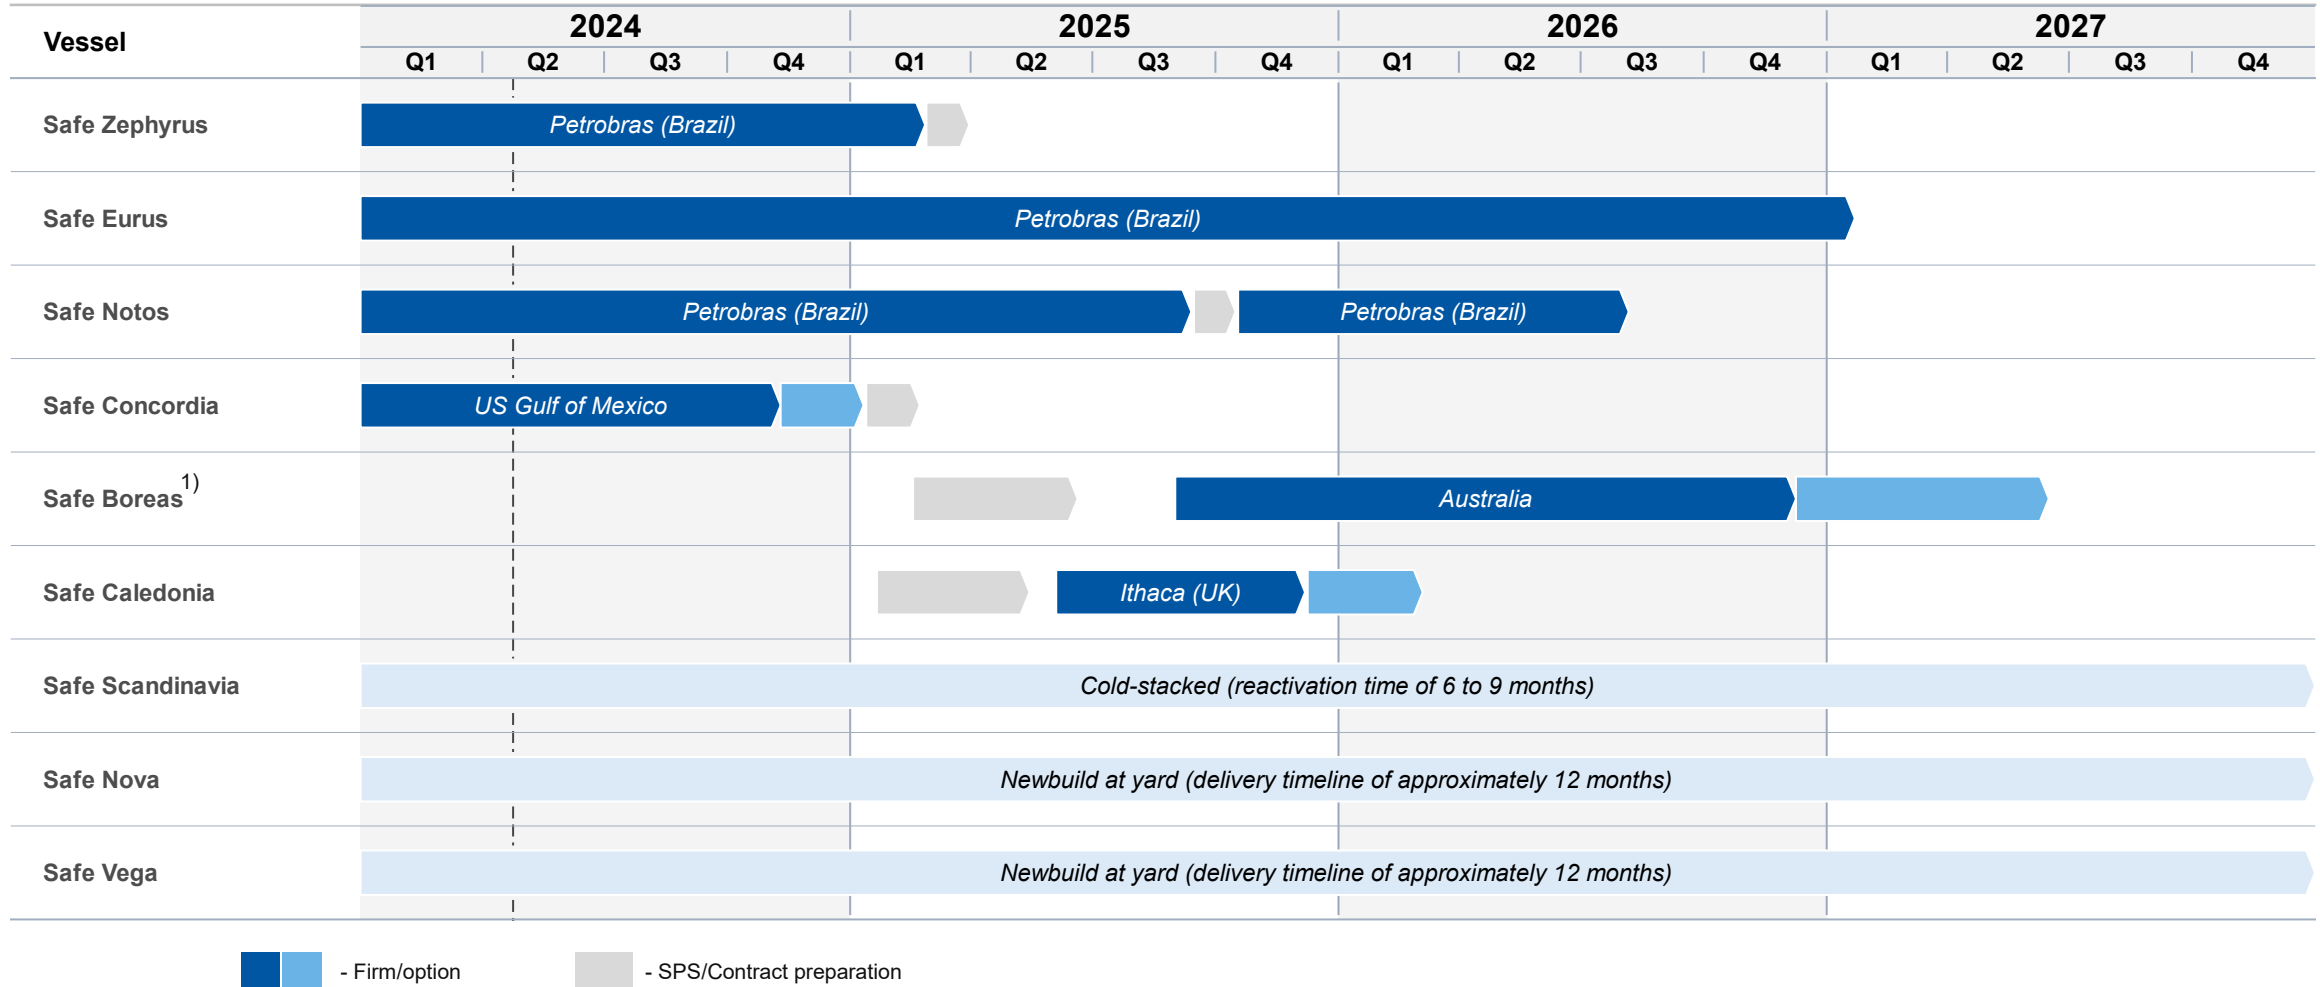 Vessel
2024 2025 2026 2027
Q1 Q2 Q3 Q4 Q1 Q2 Q3 Q4 Q1 Q2 Q3 Q4 Q1 Q2 Q3 Q4
Safe Zephyrus Petrobras (Brazil)
Safe Eurus Petrobras (Brazil)
Safe Notos Petrobras (Brazil) Petrobras (Brazil)
Safe Concordia US Gulf of Mexico
Safe Boreas 1) Australia
Safe Caledonia Ithaca (UK)
Safe Scandinavia Cold-stacked (reactivation time of 6 to 9 months)
Safe Nova Newbuild at yard (delivery timeline of approximately 12 months)
Safe Vega Newbuild at yard (delivery timeline of approximately 12 months)
- Firm/option - SPS/Contract preparation